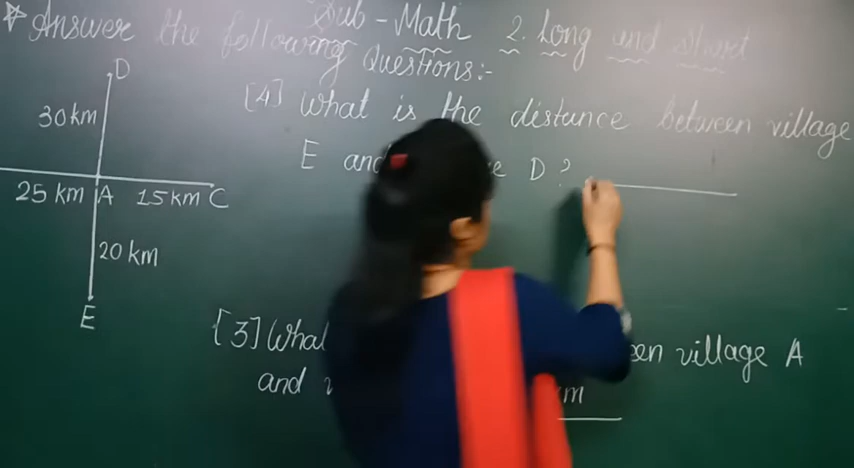 Sub - Math 2. Long and Short
* Answer the following Questions:-
D
30 km
25 km A 15 km C
20 km
E
[4] What is the distance between village
E and D?
[3] What village A
and km